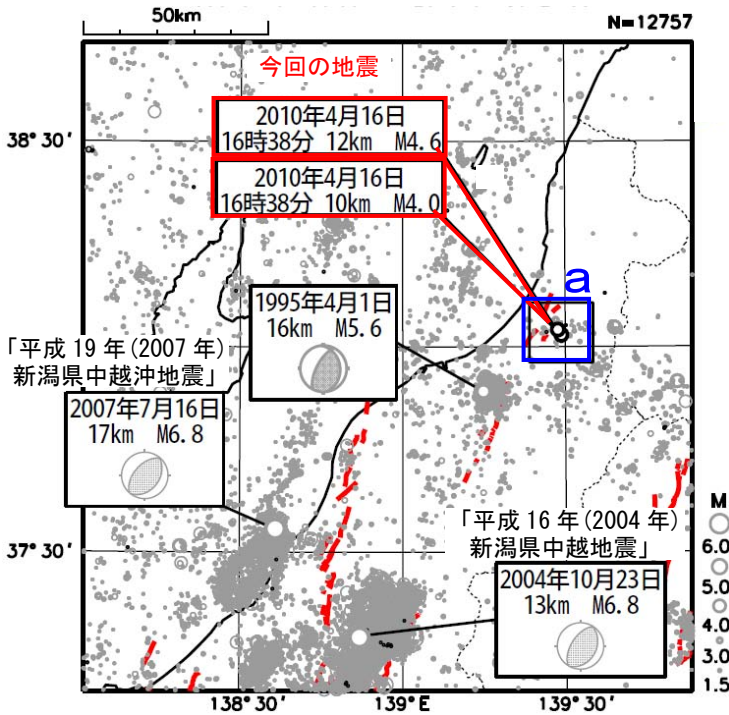 50km
N=12757
今回の地震
2010年4月16日
16時38分 12km M4.6
2010年4月16日
16時38分 10km M4.0
38°30′
a
1995年4月1日
16km M5.6
「平成 19 年(2007 年)
新潟県中越沖地震」
2007年7月16日
17km M6.8
「平成 16 年(2004 年)
新潟県中越地震」
2004年10月23日
13km M6.8
37°30′
M
6.0
5.0
4.0
3.0
1.5
138°30′
139°E
139°30′